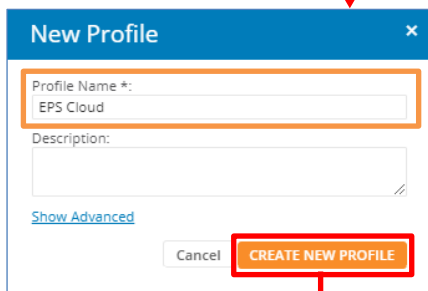 New Profile ×
Profile Name *:
EPS Cloud
Description:
Show Advanced
Cancel CREATE NEW PROFILE